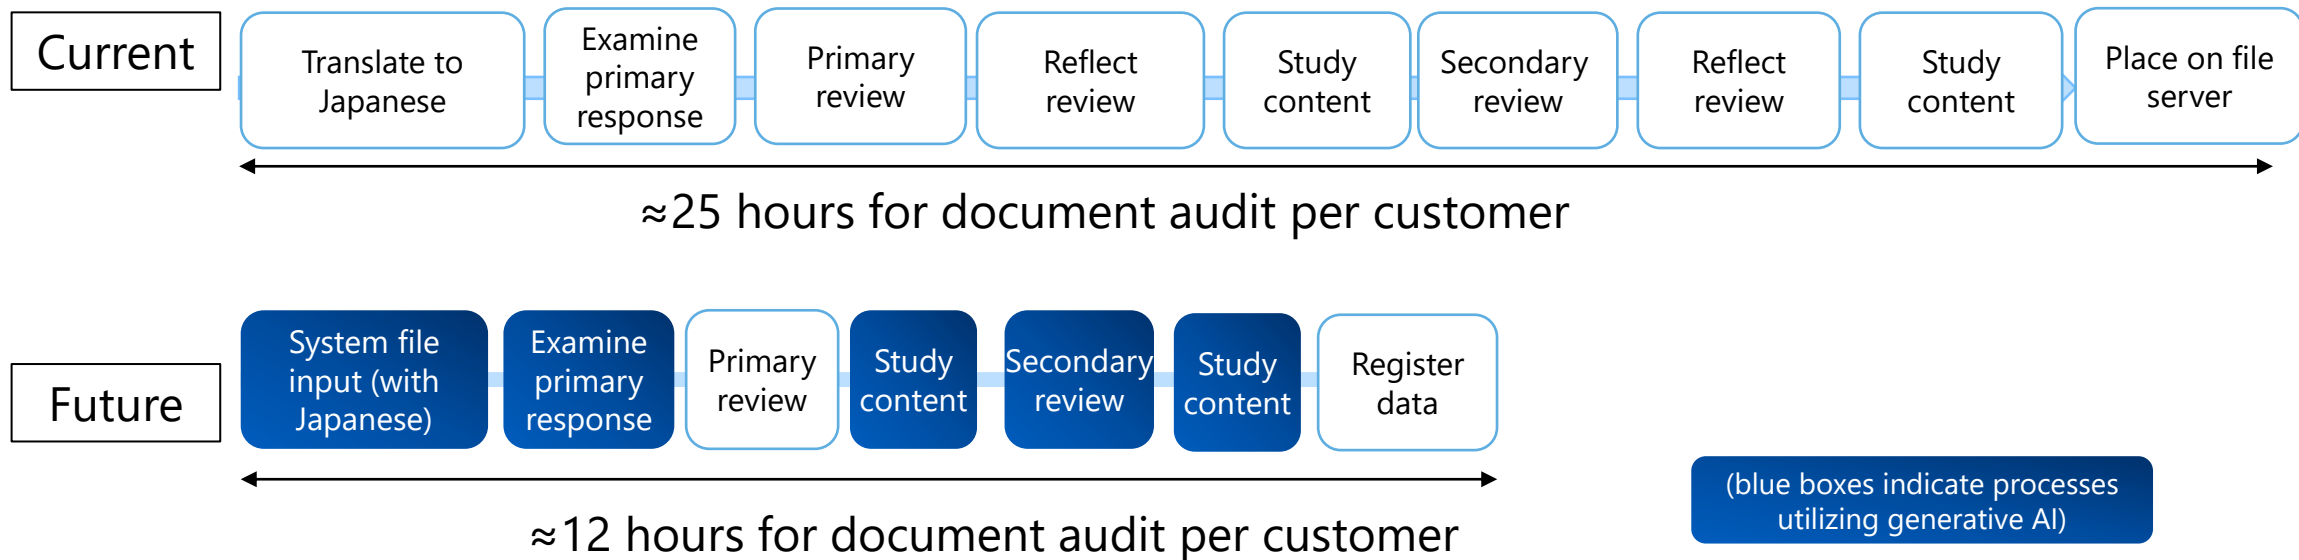 Current
Translate to
Japanese
Examine
primary
response
Primary
review
Reflect
review
Study
content
Secondary
review
Reflect
review
Study
content
Place on file
server
≈25 hours for document audit per customer
Future
System file
input (with
Japanese)
Examine
primary
response
Primary
review
Study
content
Secondary
review
Study
content
Register
data
≈12 hours for document audit per customer
(blue boxes indicate processes
utilizing generative AI)